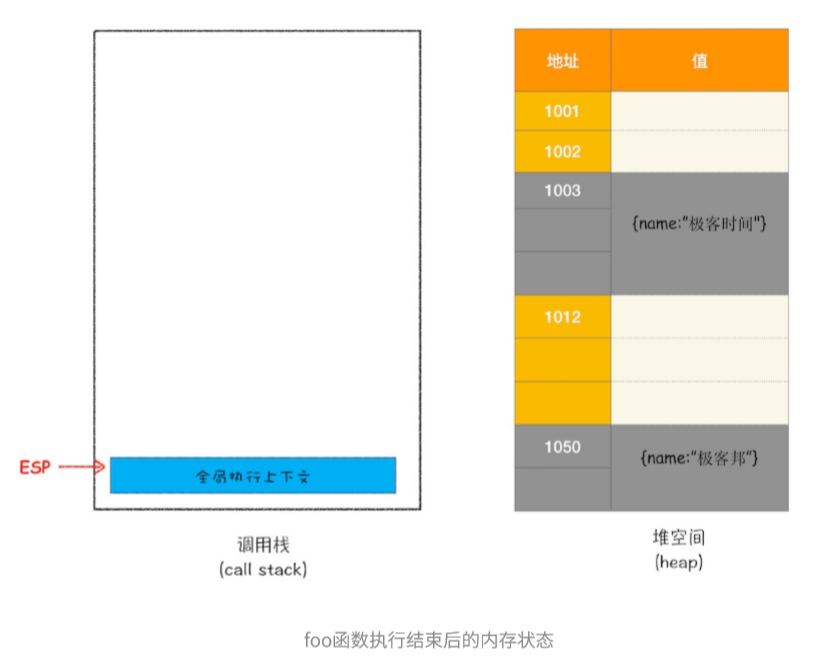 地址 值
1001
1002
1003
{name:"极客时间"}
1012
1050
{name:"极客邦"}
ESP
全局执行上下文
调用栈
(call stack)
堆空间
(heap)
foo函数执行结束后的内存状态